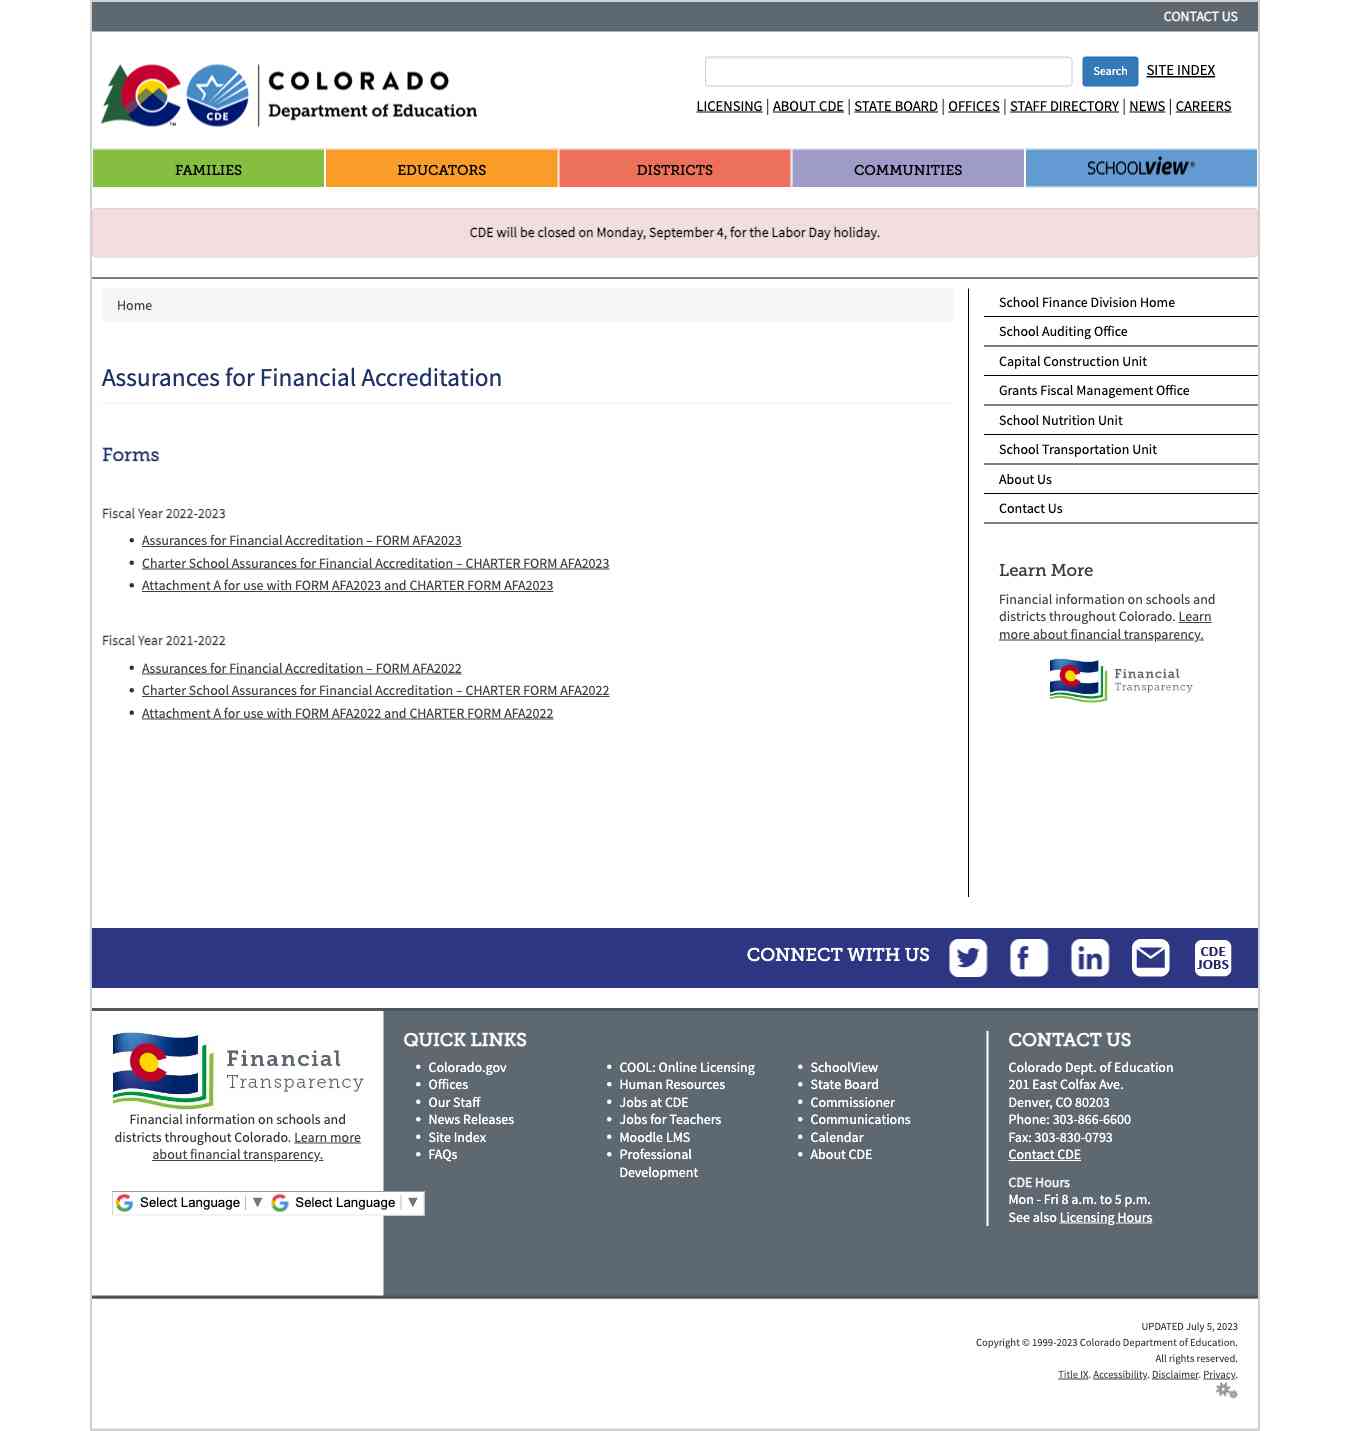 CONTACT US
CDE
TM
COLORADO
Department of Education
Search
SITE INDEX
LICENSING | ABOUT CDE | STATE BOARD | OFFICES | STAFF DIRECTORY | NEWS | CAREERS
FAMILIES
EDUCATORS
DISTRICTS
COMMUNITIES
SCHOOLview®
CDE will be closed on Monday, September 4, for the Labor Day holiday.
Home
Assurances for Financial Accreditation
Forms
Fiscal Year 2022-2023
• Assurances for Financial Accreditation – FORM AFA2023
• Charter School Assurances for Financial Accreditation – CHARTER FORM AFA2023
• Attachment A for use with FORM AFA2023 and CHARTER FORM AFA2023
Fiscal Year 2021-2022
• Assurances for Financial Accreditation – FORM AFA2022
• Charter School Assurances for Financial Accreditation – CHARTER FORM AFA2022
• Attachment A for use with FORM AFA2022 and CHARTER FORM AFA2022
School Finance Division Home
School Auditing Office
Capital Construction Unit
Grants Fiscal Management Office
School Nutrition Unit
School Transportation Unit
About Us
Contact Us
Learn More
Financial information on schools and
districts throughout Colorado. Learn
more about financial transparency.
Financial
Transparency
CONNECT WITH US
CDE
JOBS
Financial
Transparency
Financial information on schools and
districts throughout Colorado. Learn more
about financial transparency.
Select Language ▼
Select Language ▼
QUICK LINKS
• Colorado.gov
• Offices
• Our Staff
• News Releases
• Site Index
• FAQs
• COOL: Online Licensing
• Human Resources
• Jobs at CDE
• Jobs for Teachers
• Moodle LMS
• Professional
Development
• SchoolView
• State Board
• Commissioner
• Communications
• Calendar
• About CDE
CONTACT US
Colorado Dept. of Education
201 East Colfax Ave.
Denver, CO 80203
Phone: 303-866-6600
Fax: 303-830-0793
Contact CDE
CDE Hours
Mon - Fri 8 a.m. to 5 p.m.
See also Licensing Hours
UPDATED July 5, 2023
Copyright © 1999-2023 Colorado Department of Education.
All rights reserved.
Title IX. Accessibility. Disclaimer. Privacy.